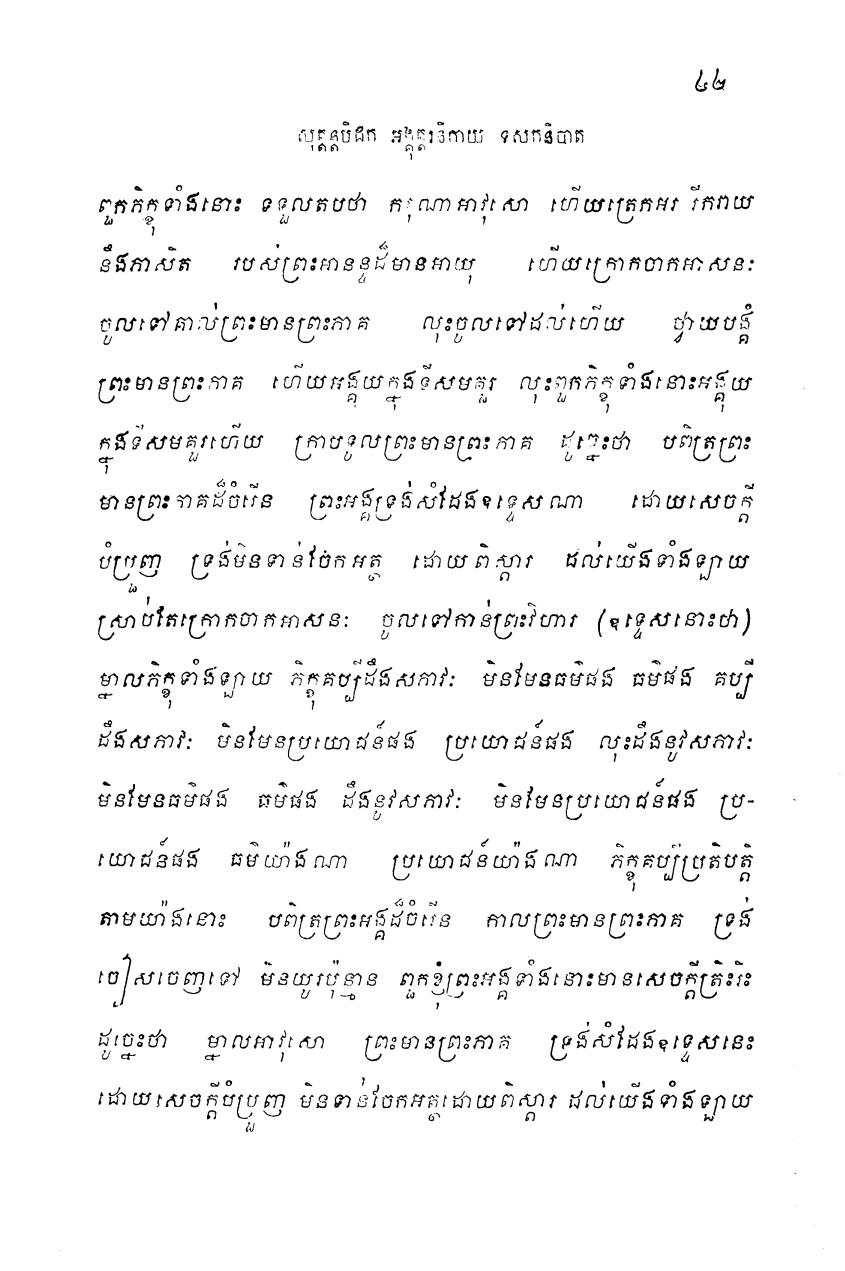 ៤២
សុត្តន្តបិដក អង្គុត្តរនិកាយ ទសកនិបាត
ពួកភិក្ខុទាំងនោះ ទទួលតបថា ករុណាអាវុសោ ហើយត្រេកអរ រីករាយ
នឹងភាសិត របស់ព្រះអានន្ទដ៏មានអាយុ ហើយក្រោកចាកអាសនៈ
ចូលទៅគាល់ព្រះមានព្រះភាគ លុះចូលទៅដល់ហើយ ថ្វាយបង្គំ
ព្រះមានព្រះភាគ ហើយអង្គុយក្នុងទីសមគួរ លុះពួកភិក្ខុទាំងនោះអង្គុយ
ក្នុងទីសមគួរហើយ ក្រាបទូលព្រះមានព្រះភាគ ដូច្នេះថា បពិត្រព្រះ
មានព្រះភាគដ៏ចំរើន ព្រះអង្គទ្រង់សំដែងឧទ្ទេសណា ដោយសេចក្តី
បំប្រួញ ទ្រង់មិនទាន់ចែកអត្ថ ដោយពិស្តារ ដល់យើងទាំងឡាយ
ស្រាប់តែក្រោកចាកអាសនៈ ចូលទៅកាន់ព្រះវិហារ (ឧទ្ទេសនោះថា)
ម្នាលភិក្ខុទាំងឡាយ ភិក្ខុគប្បីដឹងសភាវៈ មិនមែនធម៌ផង ធម៌ផង គប្បី
ដឹងសភាវៈ មិនមែនប្រយោជន៍ផង ប្រយោជន៍ផង លុះដឹងនូវសភាវៈ
មិនមែនធម៌ផង ធម៌ផង ដឹងនូវសភាវៈ មិនមែនប្រយោជន៍ផង ប្រ-
យោជន៍ផង ធម៌យ៉ាងណា ប្រយោជន៍យ៉ាងណា ភិក្ខុគប្បីប្រតិបត្តិ
តាមយ៉ាងនោះ បពិត្រព្រះអង្គដ៏ចំរើន កាលព្រះមានព្រះភាគ ទ្រង់
ចៀសចេញទៅ មិនយូរប៉ុន្មាន ពួកខ្ញុំព្រះអង្គទាំងនោះមានសេចក្តីត្រិះរិះ
ដូច្នេះថា ម្នាលអាវុសោ ព្រះមានព្រះភាគ ទ្រង់សំដែងឧទ្ទេសនេះ
ដោយសេចក្តីបំប្រួញ មិនទាន់ចែកអត្ថដោយពិស្តារ ដល់យើងទាំងឡាយ